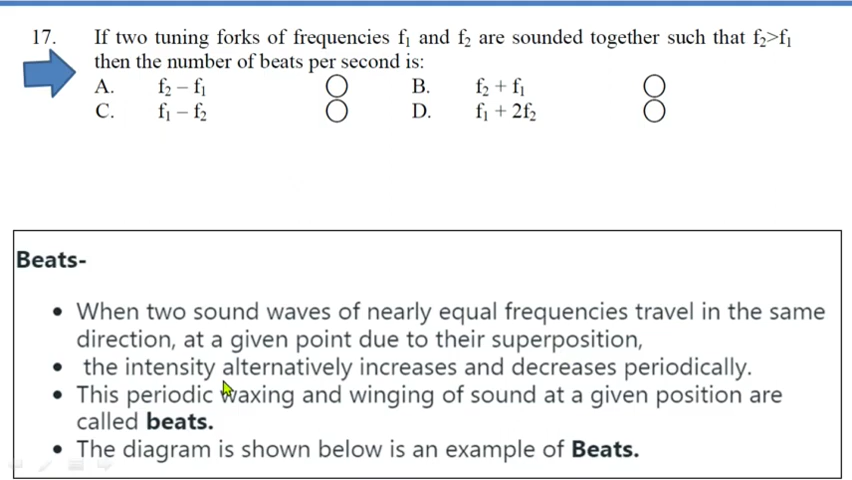 17. If two tuning forks of frequencies f₁ and f₂ are sounded together such that f₂>f₁
then the number of beats per second is:
A. f₂ – f₁ B. f₂ + f₁
C. f₁ – f₂ D. f₁ + 2f₂
Beats-
• When two sound waves of nearly equal frequencies travel in the same
direction, at a given point due to their superposition,
• the intensity alternatively increases and decreases periodically.
• This periodic waxing and winging of sound at a given position are
called beats.
• The diagram is shown below is an example of Beats.